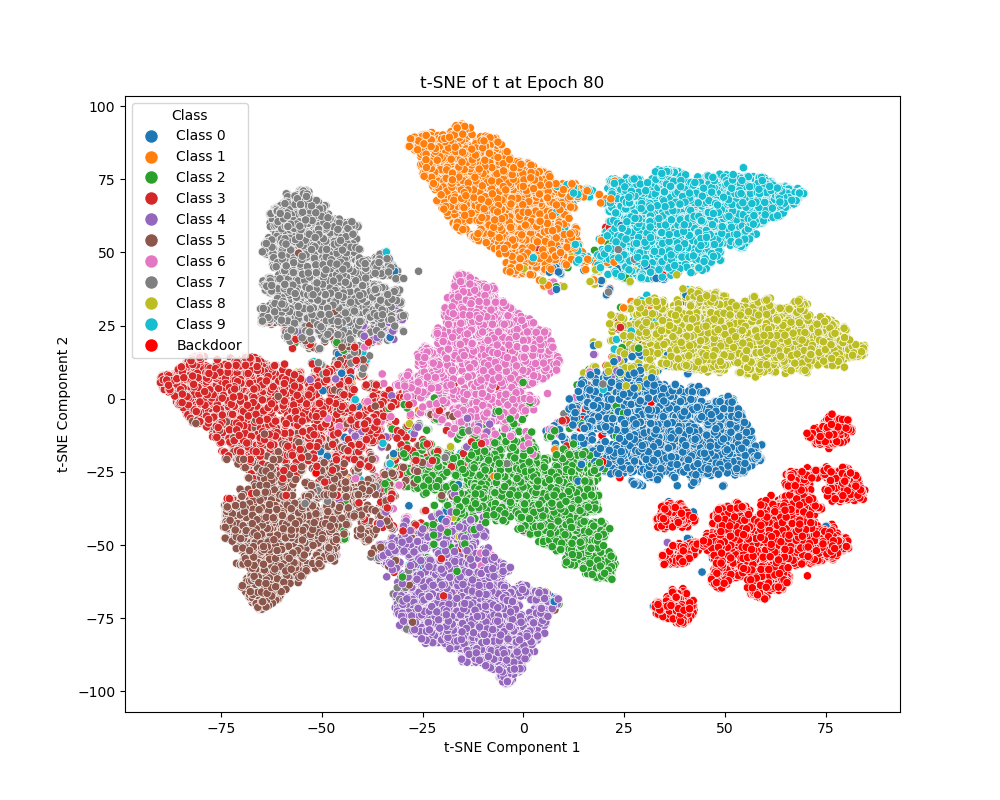 t-SNE of t at Epoch 80
100
75
50
25
0
−25
−50
−75
−100
t-SNE Component 2
Class
Class 0
Class 1
Class 2
Class 3
Class 4
Class 5
Class 6
Class 7
Class 8
Class 9
Backdoor
−75
−50
−25
0
25
50
75
t-SNE Component 1